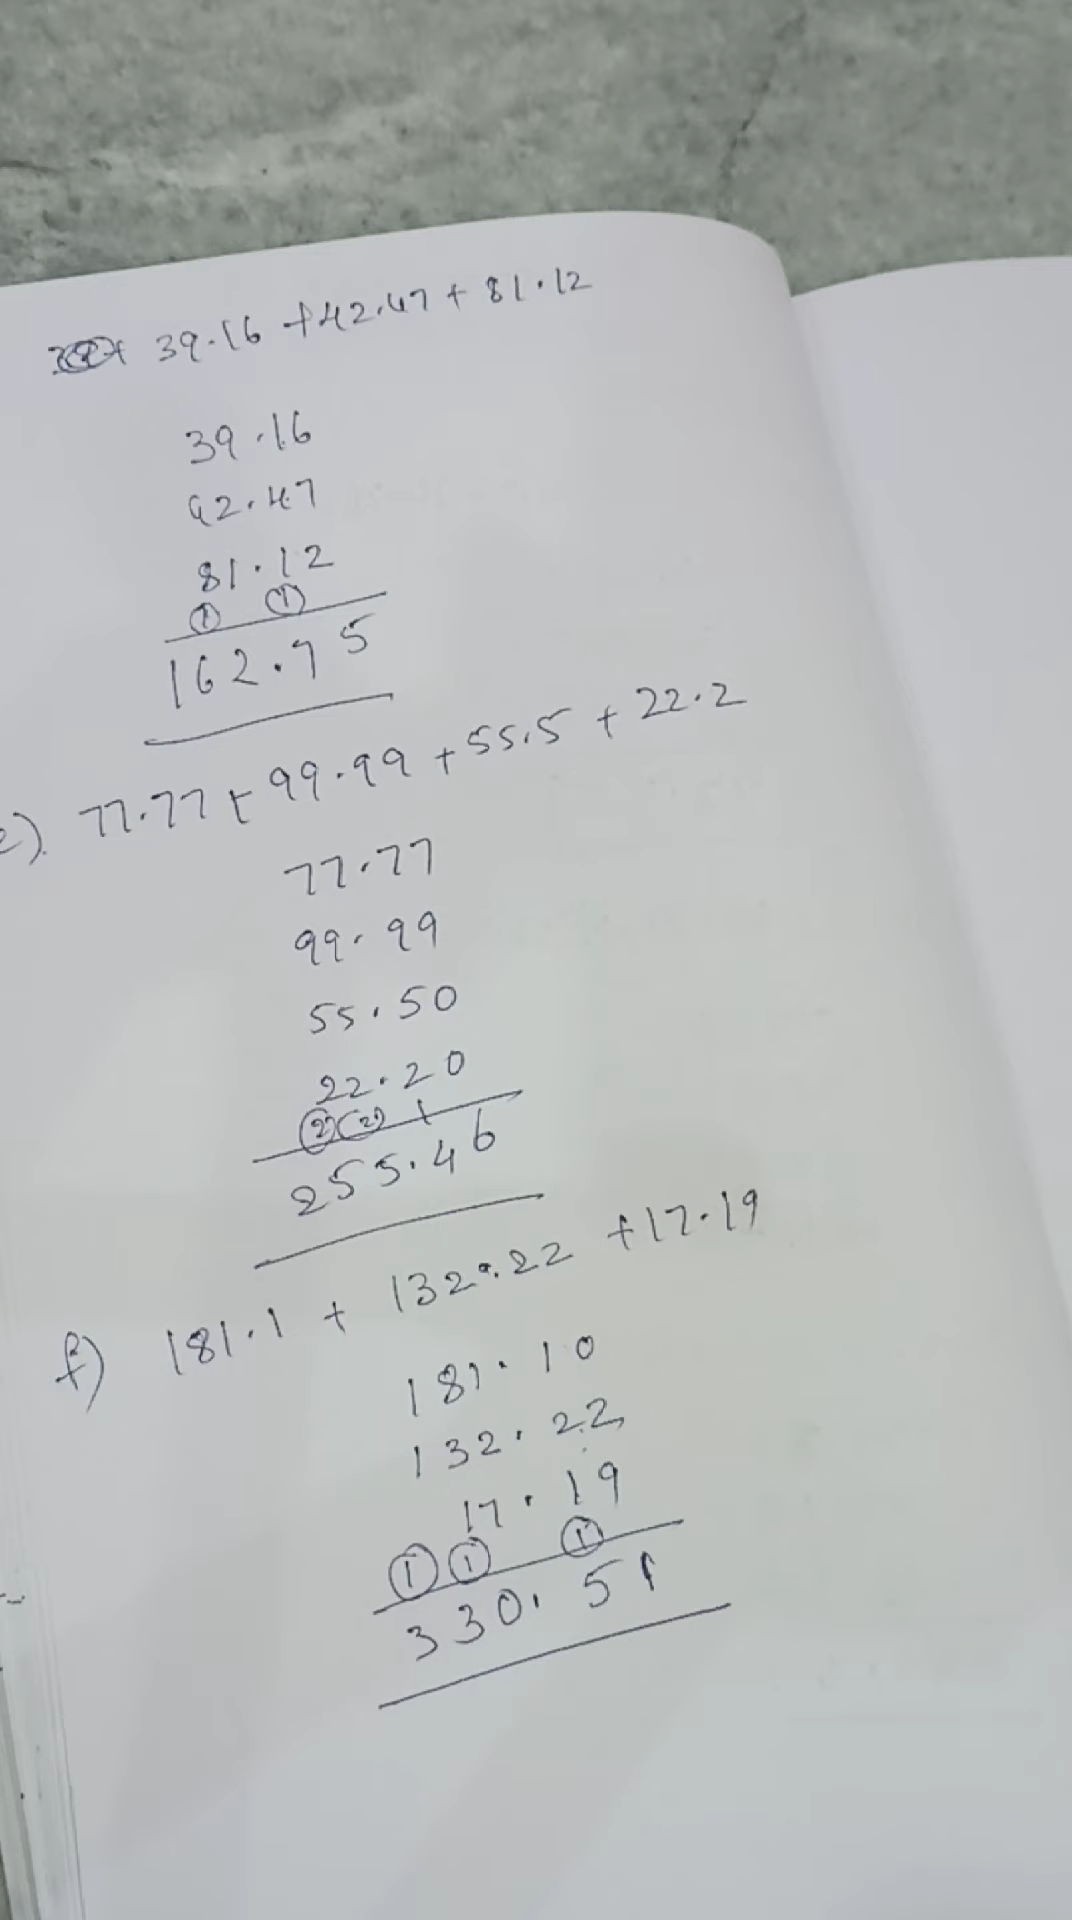 39.16 + 42.47 + 81.12
39.16
42.47
81.12
1 1
162.75
e) 77.77 + 99.99 + 55.5 + 22.2
77.77
99.99
55.50
22.20
2 2 1
255.46
f) 181.1 + 132.22 + 17.19
181.10
132.22
17.19
1 1 1
330.51